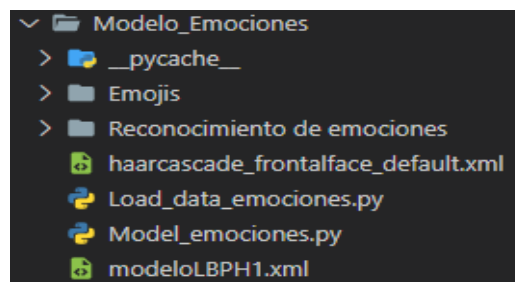 Modelo_Emociones
__pycache__
Emojis
Reconocimiento de emociones
haarcascade_frontalface_default.xml
Load_data_emociones.py
Model_emociones.py
modeloLBPH1.xml